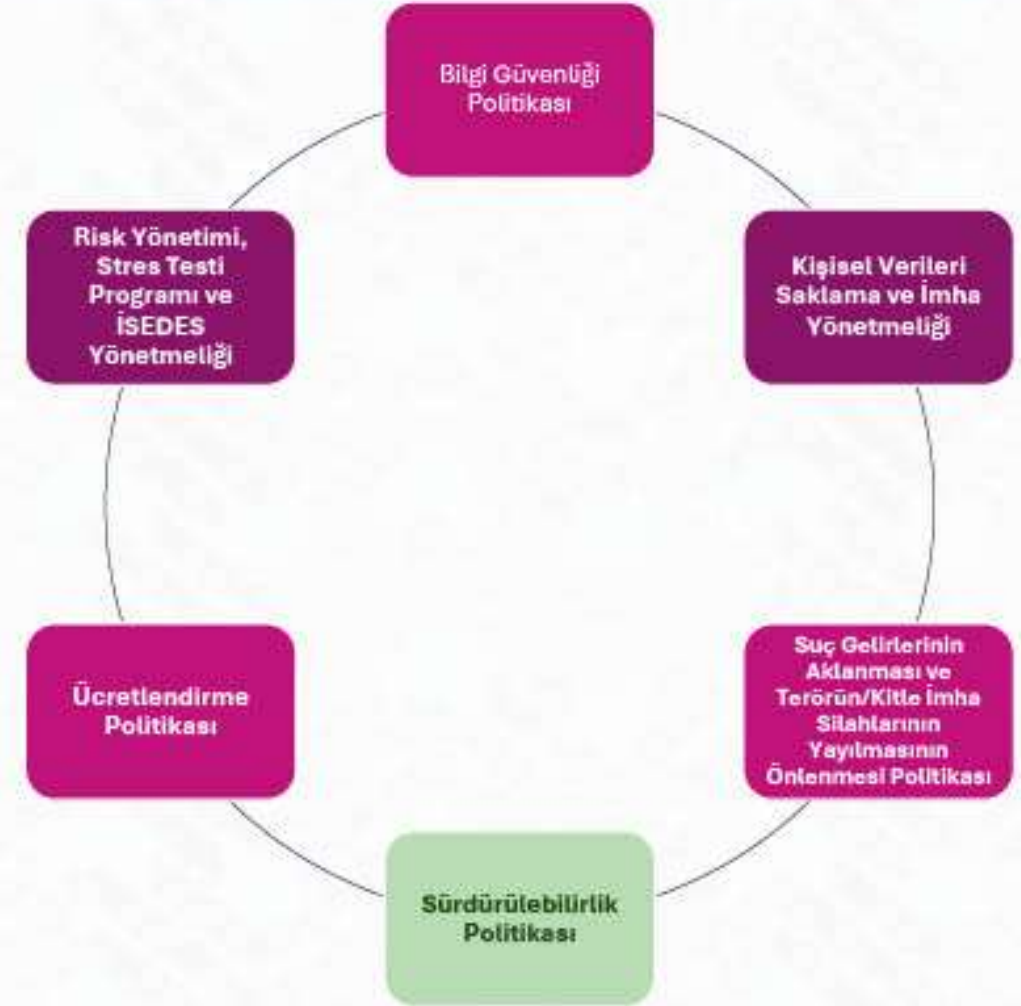 Bilgi Güvenliği
Politikası
Risk Yönetimi,
Stres Testi
Programı ve
İSEDES
Yönetmeliği
Kişisel Verileri
Saklama ve İmha
Yönetmeliği
Ücretlendirme
Politikası
Suç Gelirlerinin
Aklanması ve
Terörün/Kitle İmha
Silahlarının
Yayılmasının
Önlenmesi Politikası
Sürdürülebilirlik
Politikası